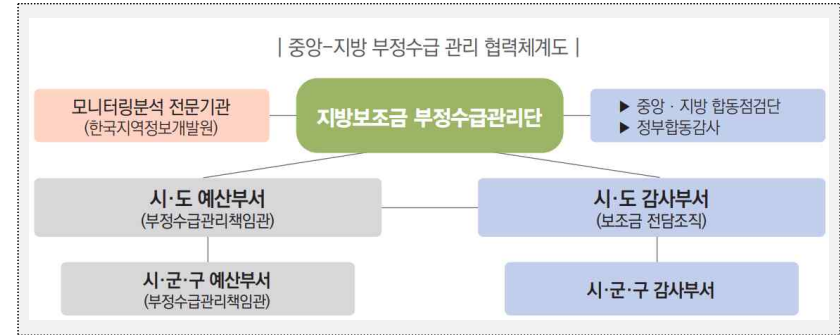 | 중앙-지방 부정수급 관리 협력체계도 |
모니터링분석 전문기관
(한국지역정보개발원)
지방보조금 부정수급관리단
▶ 중앙 · 지방 합동점검단
▶ 정부합동감사
시·도 예산부서
(부정수급관리책임관)
시·도 감사부서
(보조금 전담조직)
시·군·구 예산부서
(부정수급관리책임관)
시·군·구 감사부서